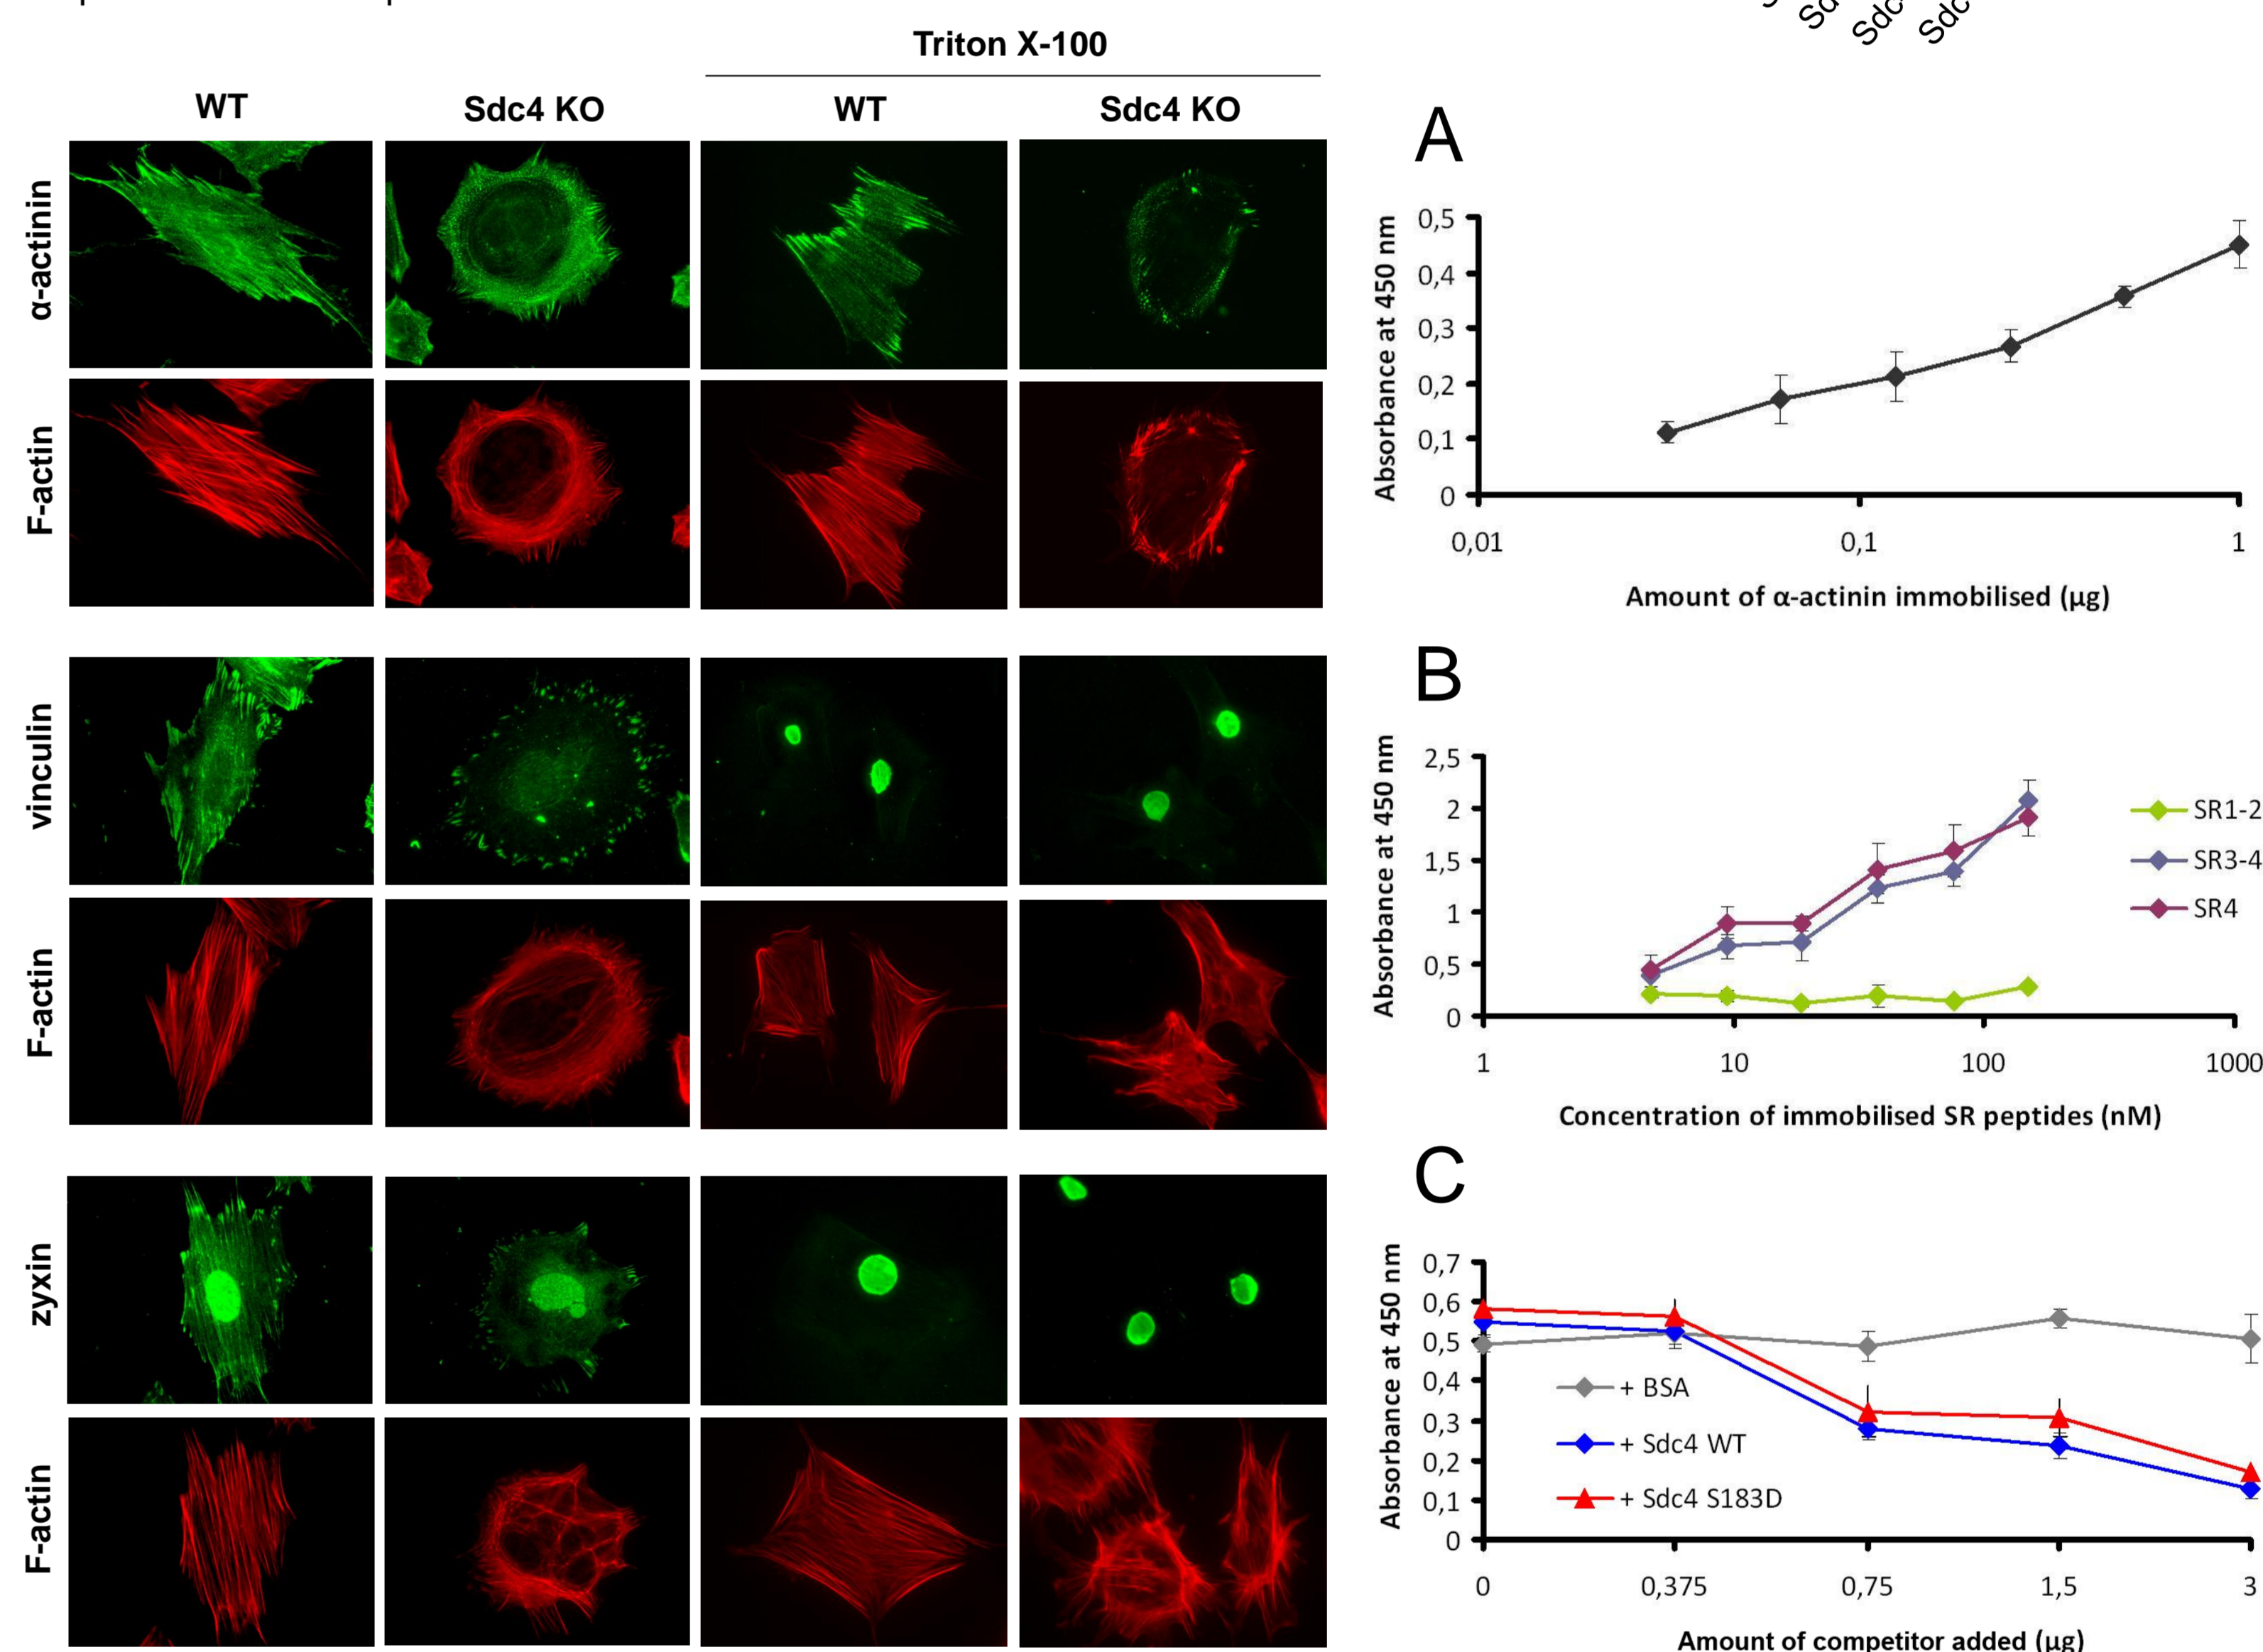 Triton X-100
WT
Sdc4 KO
WT
Sdc4 KO
α-actinin
F-actin
vinculin
F-actin
zyxin
F-actin
A
Absorbance at 450 nm
0,5
0,4
0,3
0,2
0,1
0
0,01
0,1
1
Amount of α-actinin immobilised (µg)
B
Absorbance at 450 nm
2,5
2
1,5
1
0,5
0
1
10
100
1000
SR1-2
SR3-4
SR4
Concentration of immobilised SR peptides (nM)
C
Absorbance at 450 nm
0,7
0,6
0,5
0,4
0,3
0,2
0,1
0
+ BSA
+ Sdc4 WT
+ Sdc4 S183D
0
0,375
0,75
1,5
3
Amount of competitor added (µg)